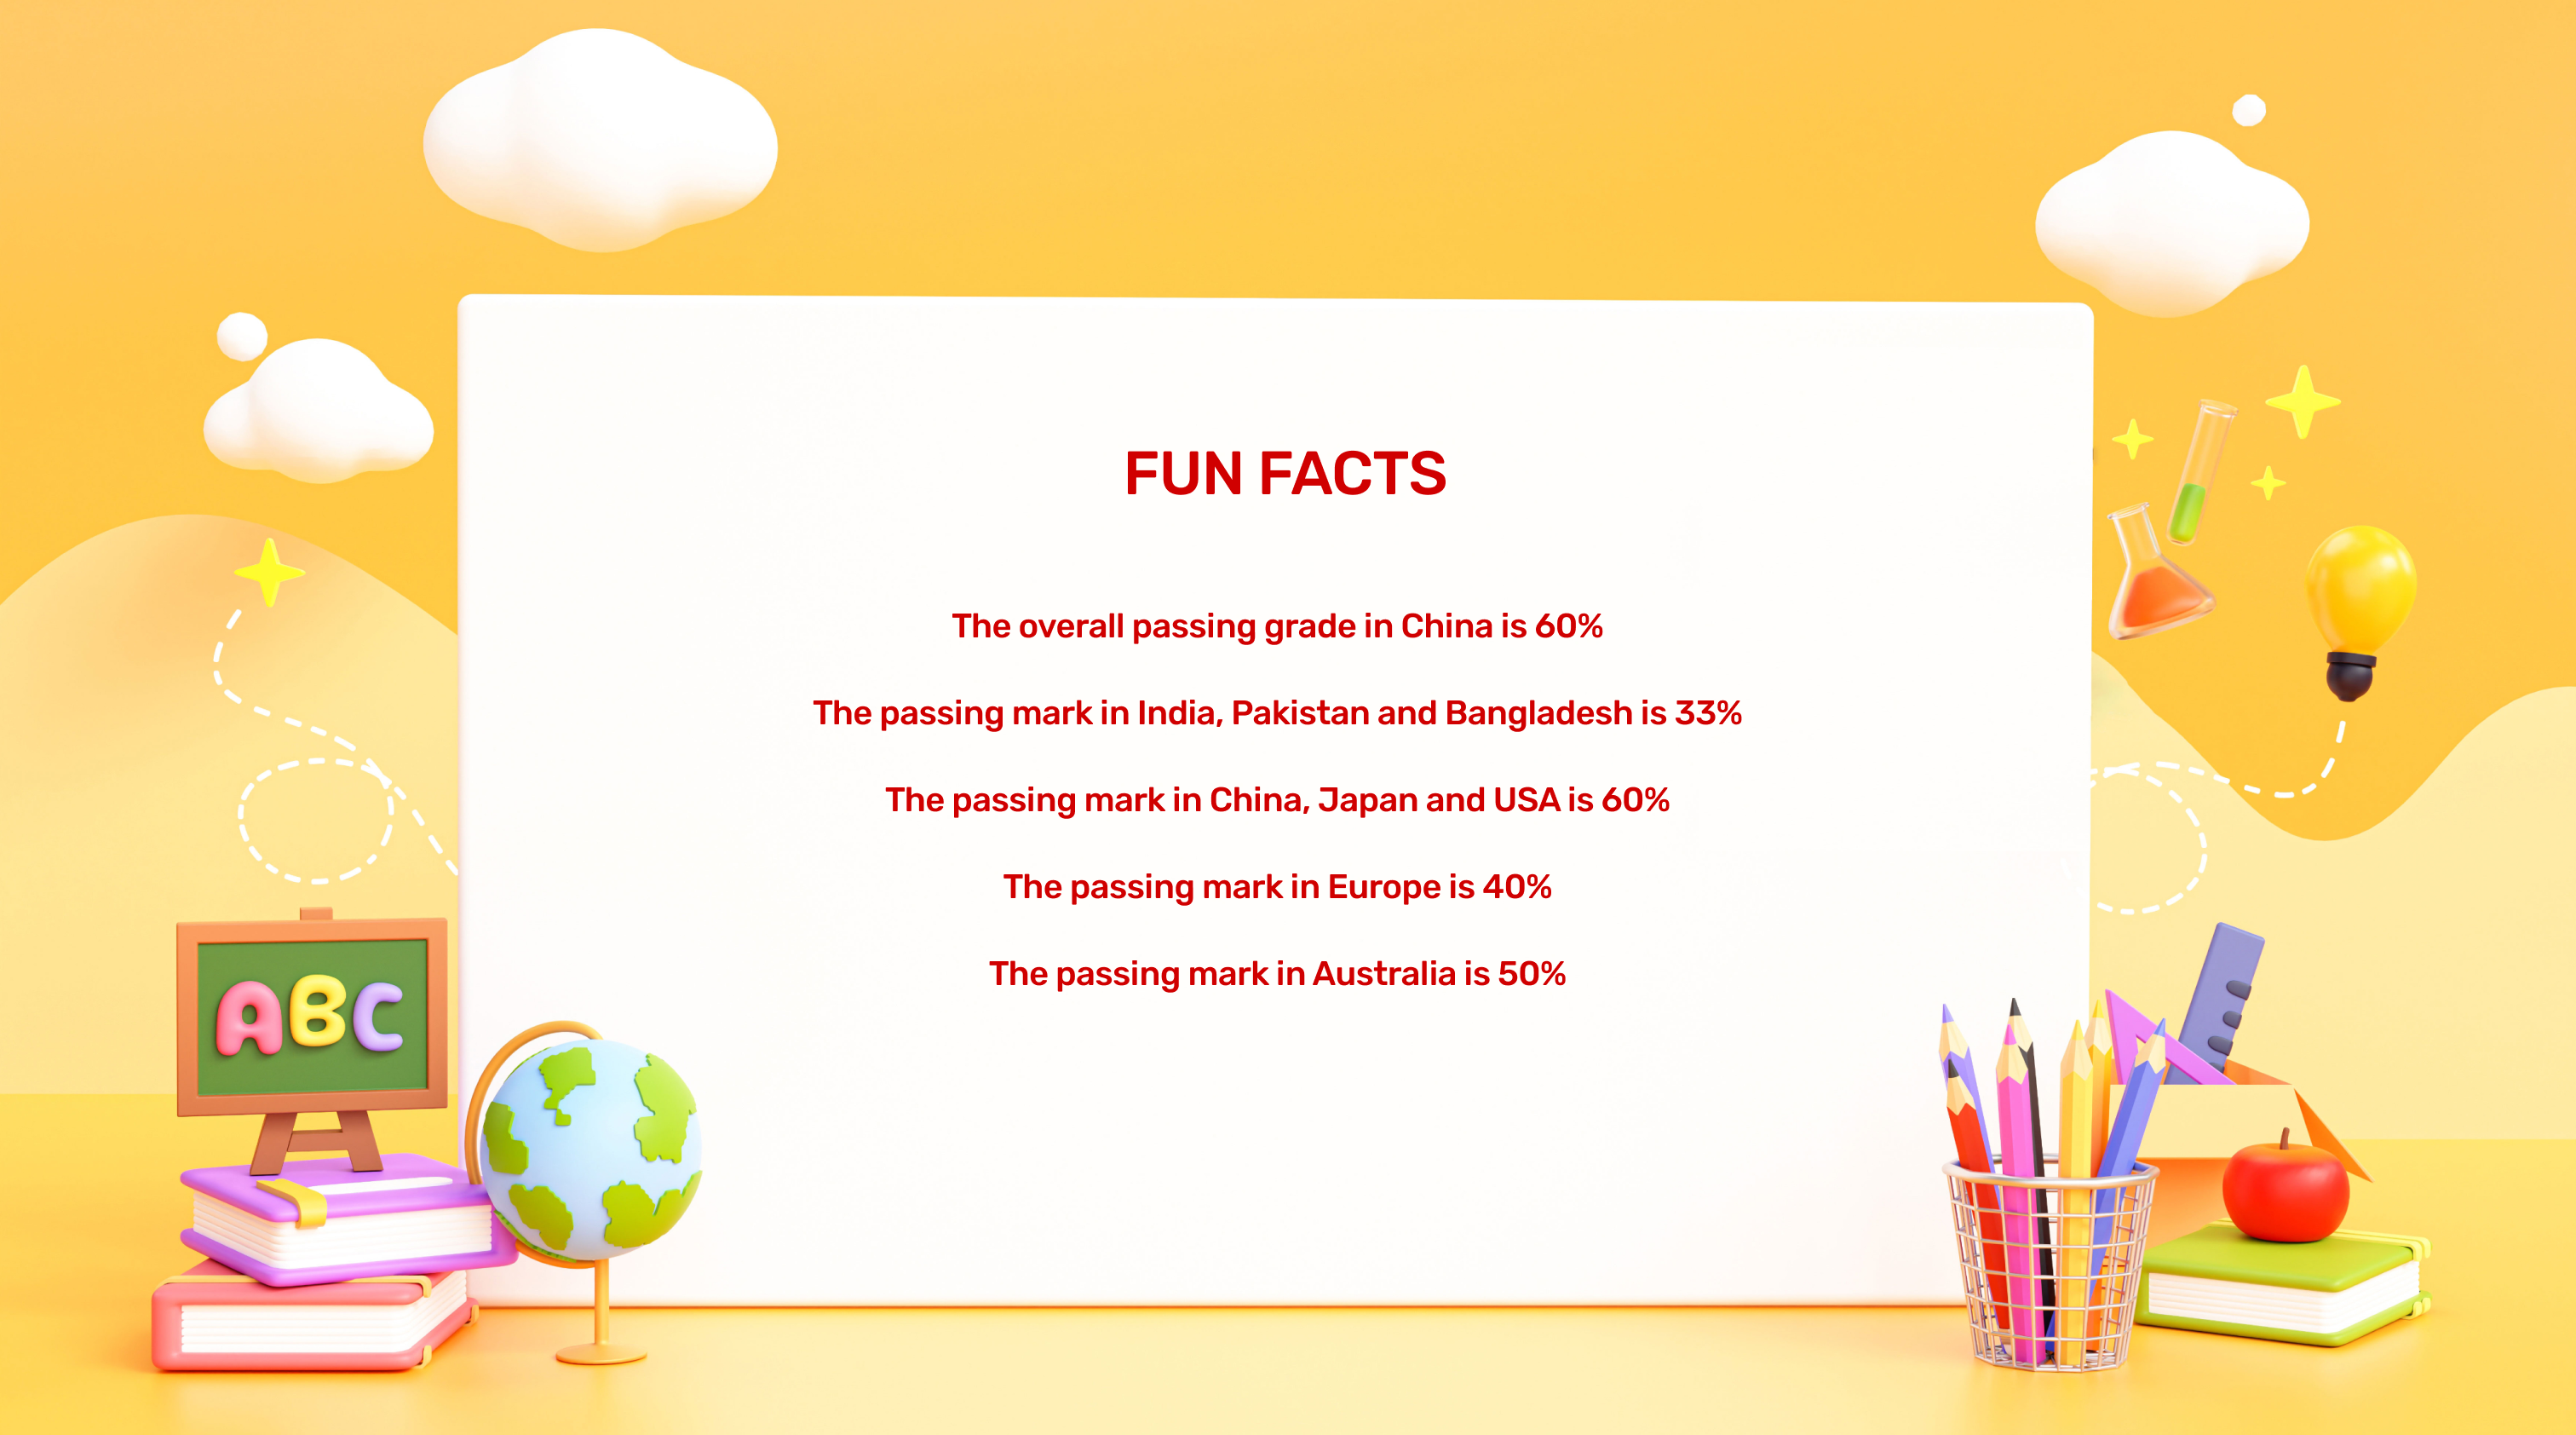 FUN FACTS
The overall passing grade in China is 60%
The passing mark in India, Pakistan and Bangladesh is 33%
The passing mark in China, Japan and USA is 60%
The passing mark in Europe is 40%
The passing mark in Australia is 50%
ABC